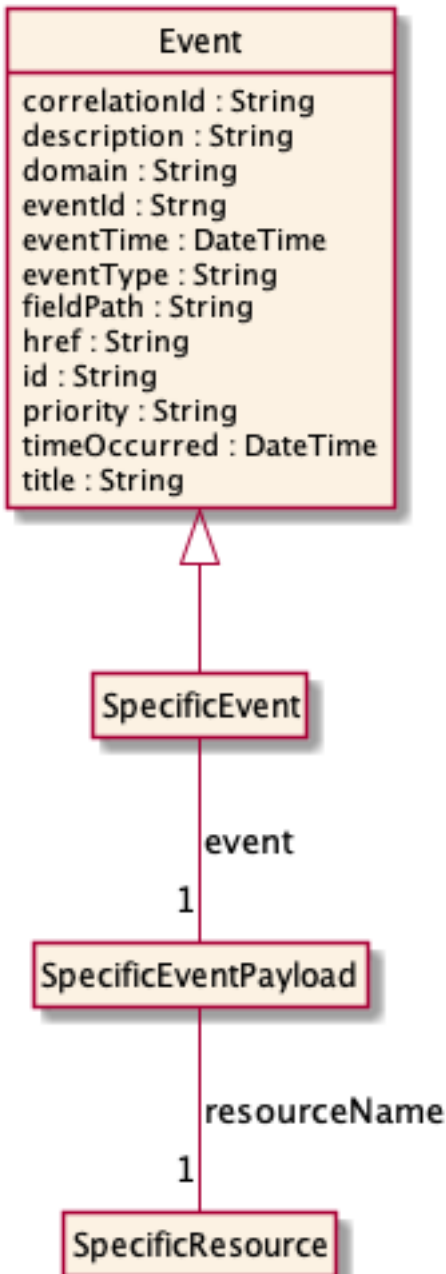 Event
correlationId : String
description : String
domain : String
eventId : Strng
eventTime : DateTime
eventType : String
fieldPath : String
href : String
id : String
priority : String
timeOccurred : DateTime
title : String
SpecificEvent
event
1
SpecificEventPayload
resourceName
1
SpecificResource